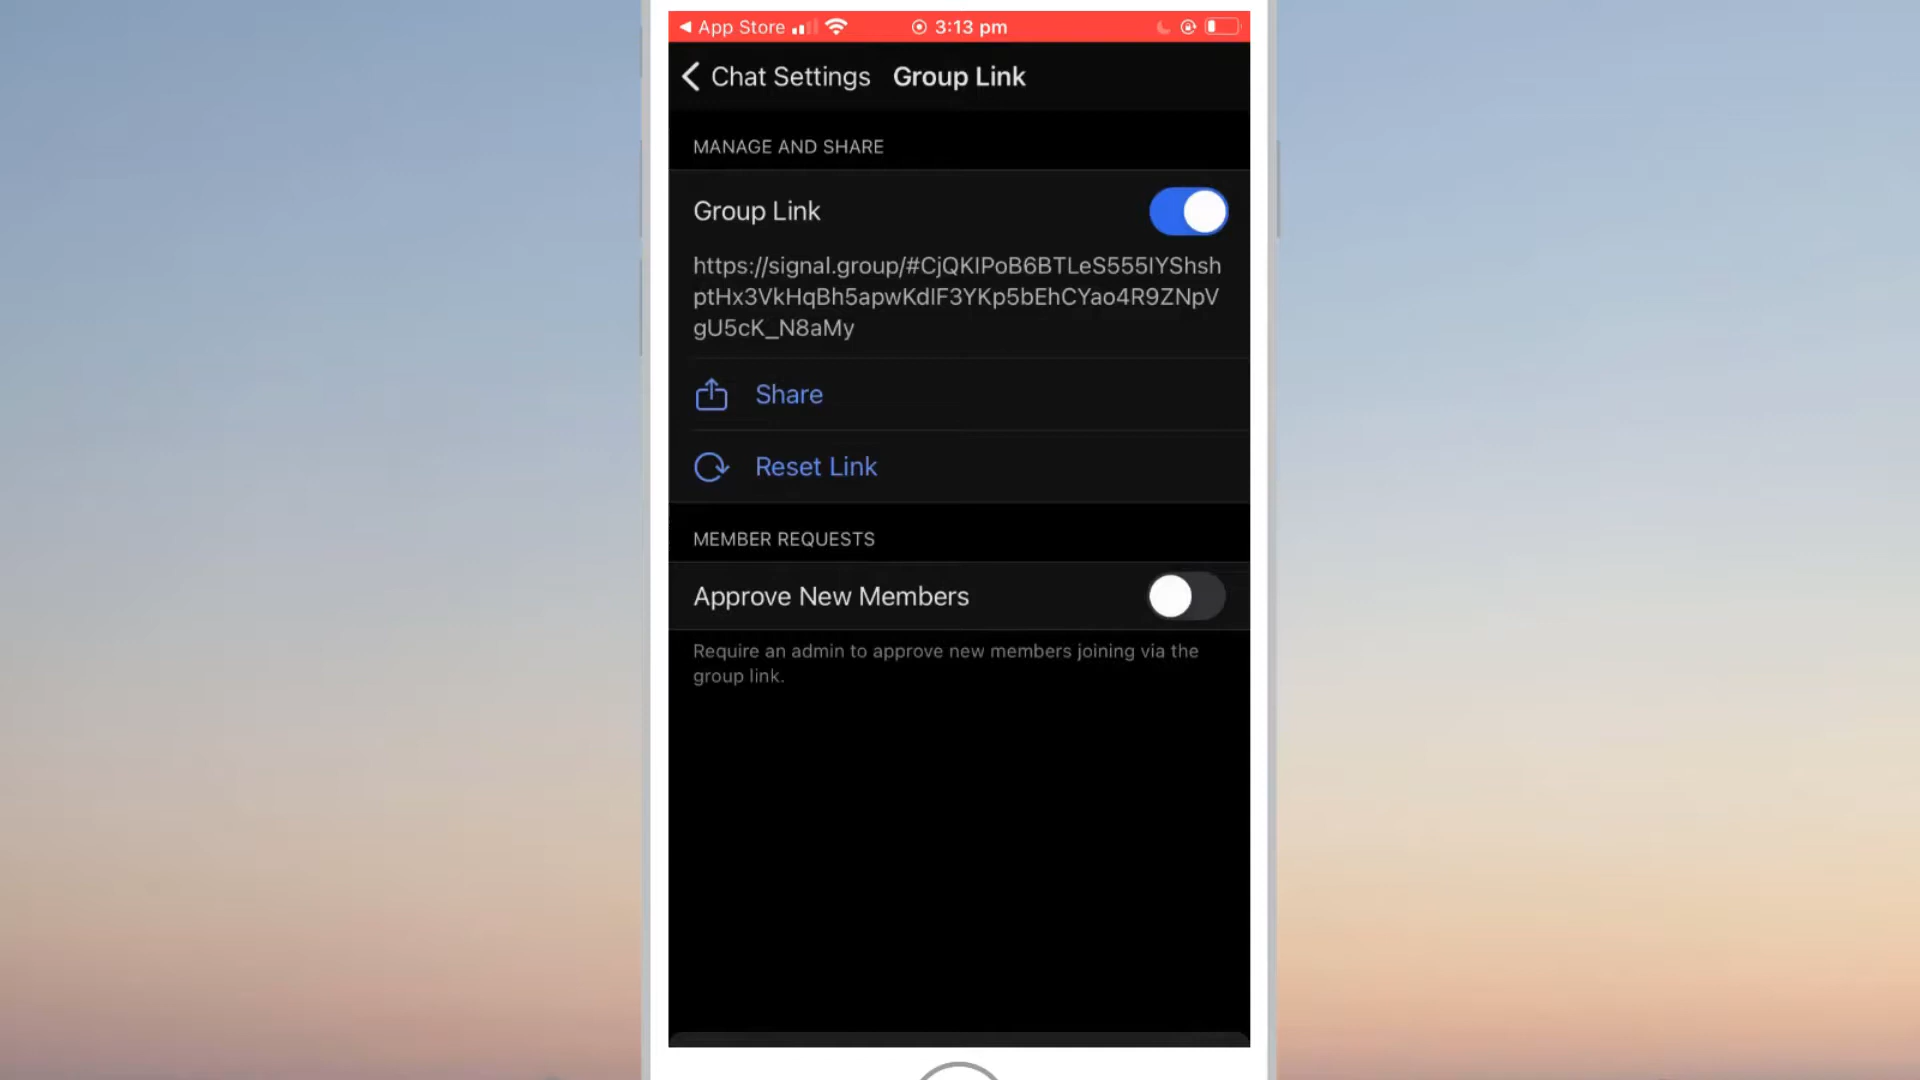 App Store 3:13 pm
Chat Settings Group Link
MANAGE AND SHARE
Group Link
https://signal.group/#CjQKIPoB6BTLeS555IYShsh
ptHx3VkHqBh5apwKdIF3YKp5bEhCYao4R9ZNpV
gU5cK_N8aMy
Share
Reset Link
MEMBER REQUESTS
Approve New Members
Require an admin to approve new members joining via the
group link.